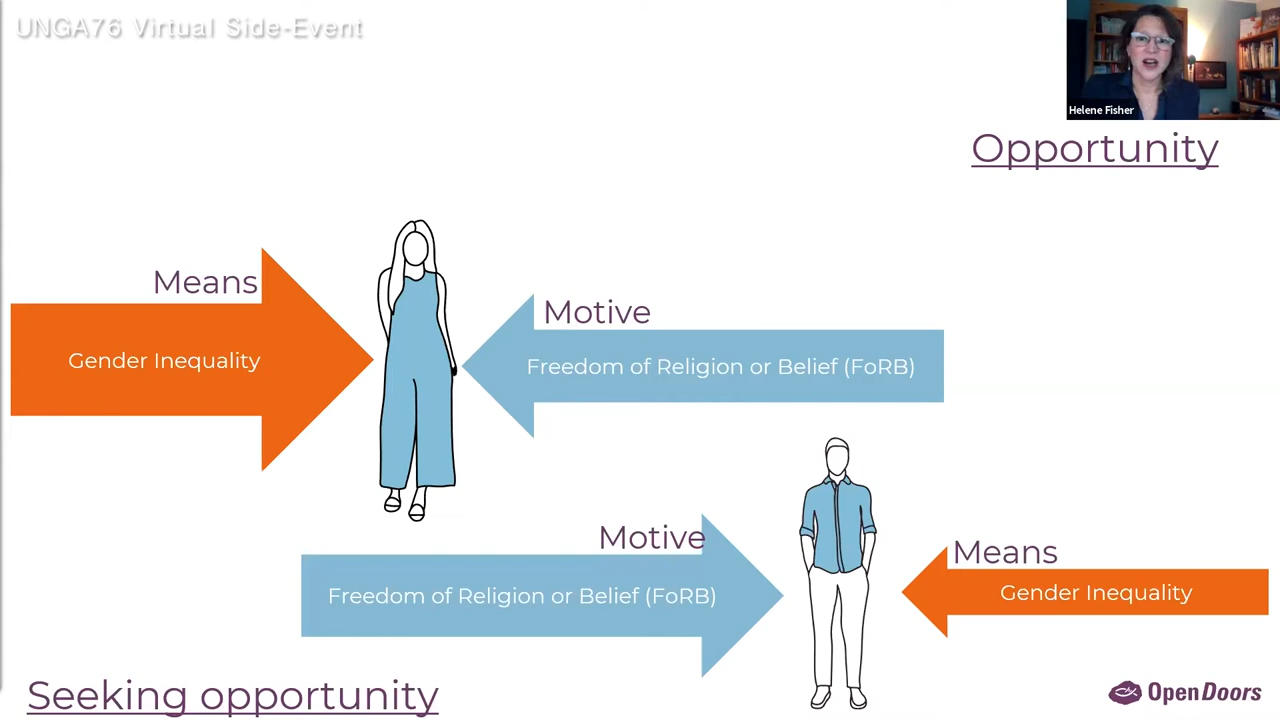 UNGA76 Virtual Side-Event
Helene Fisher
Opportunity
Means
Gender Inequality
Motive
Freedom of Religion or Belief (FoRB)
Motive
Freedom of Religion or Belief (FoRB)
Means
Gender Inequality
Seeking opportunity
OpenDoors